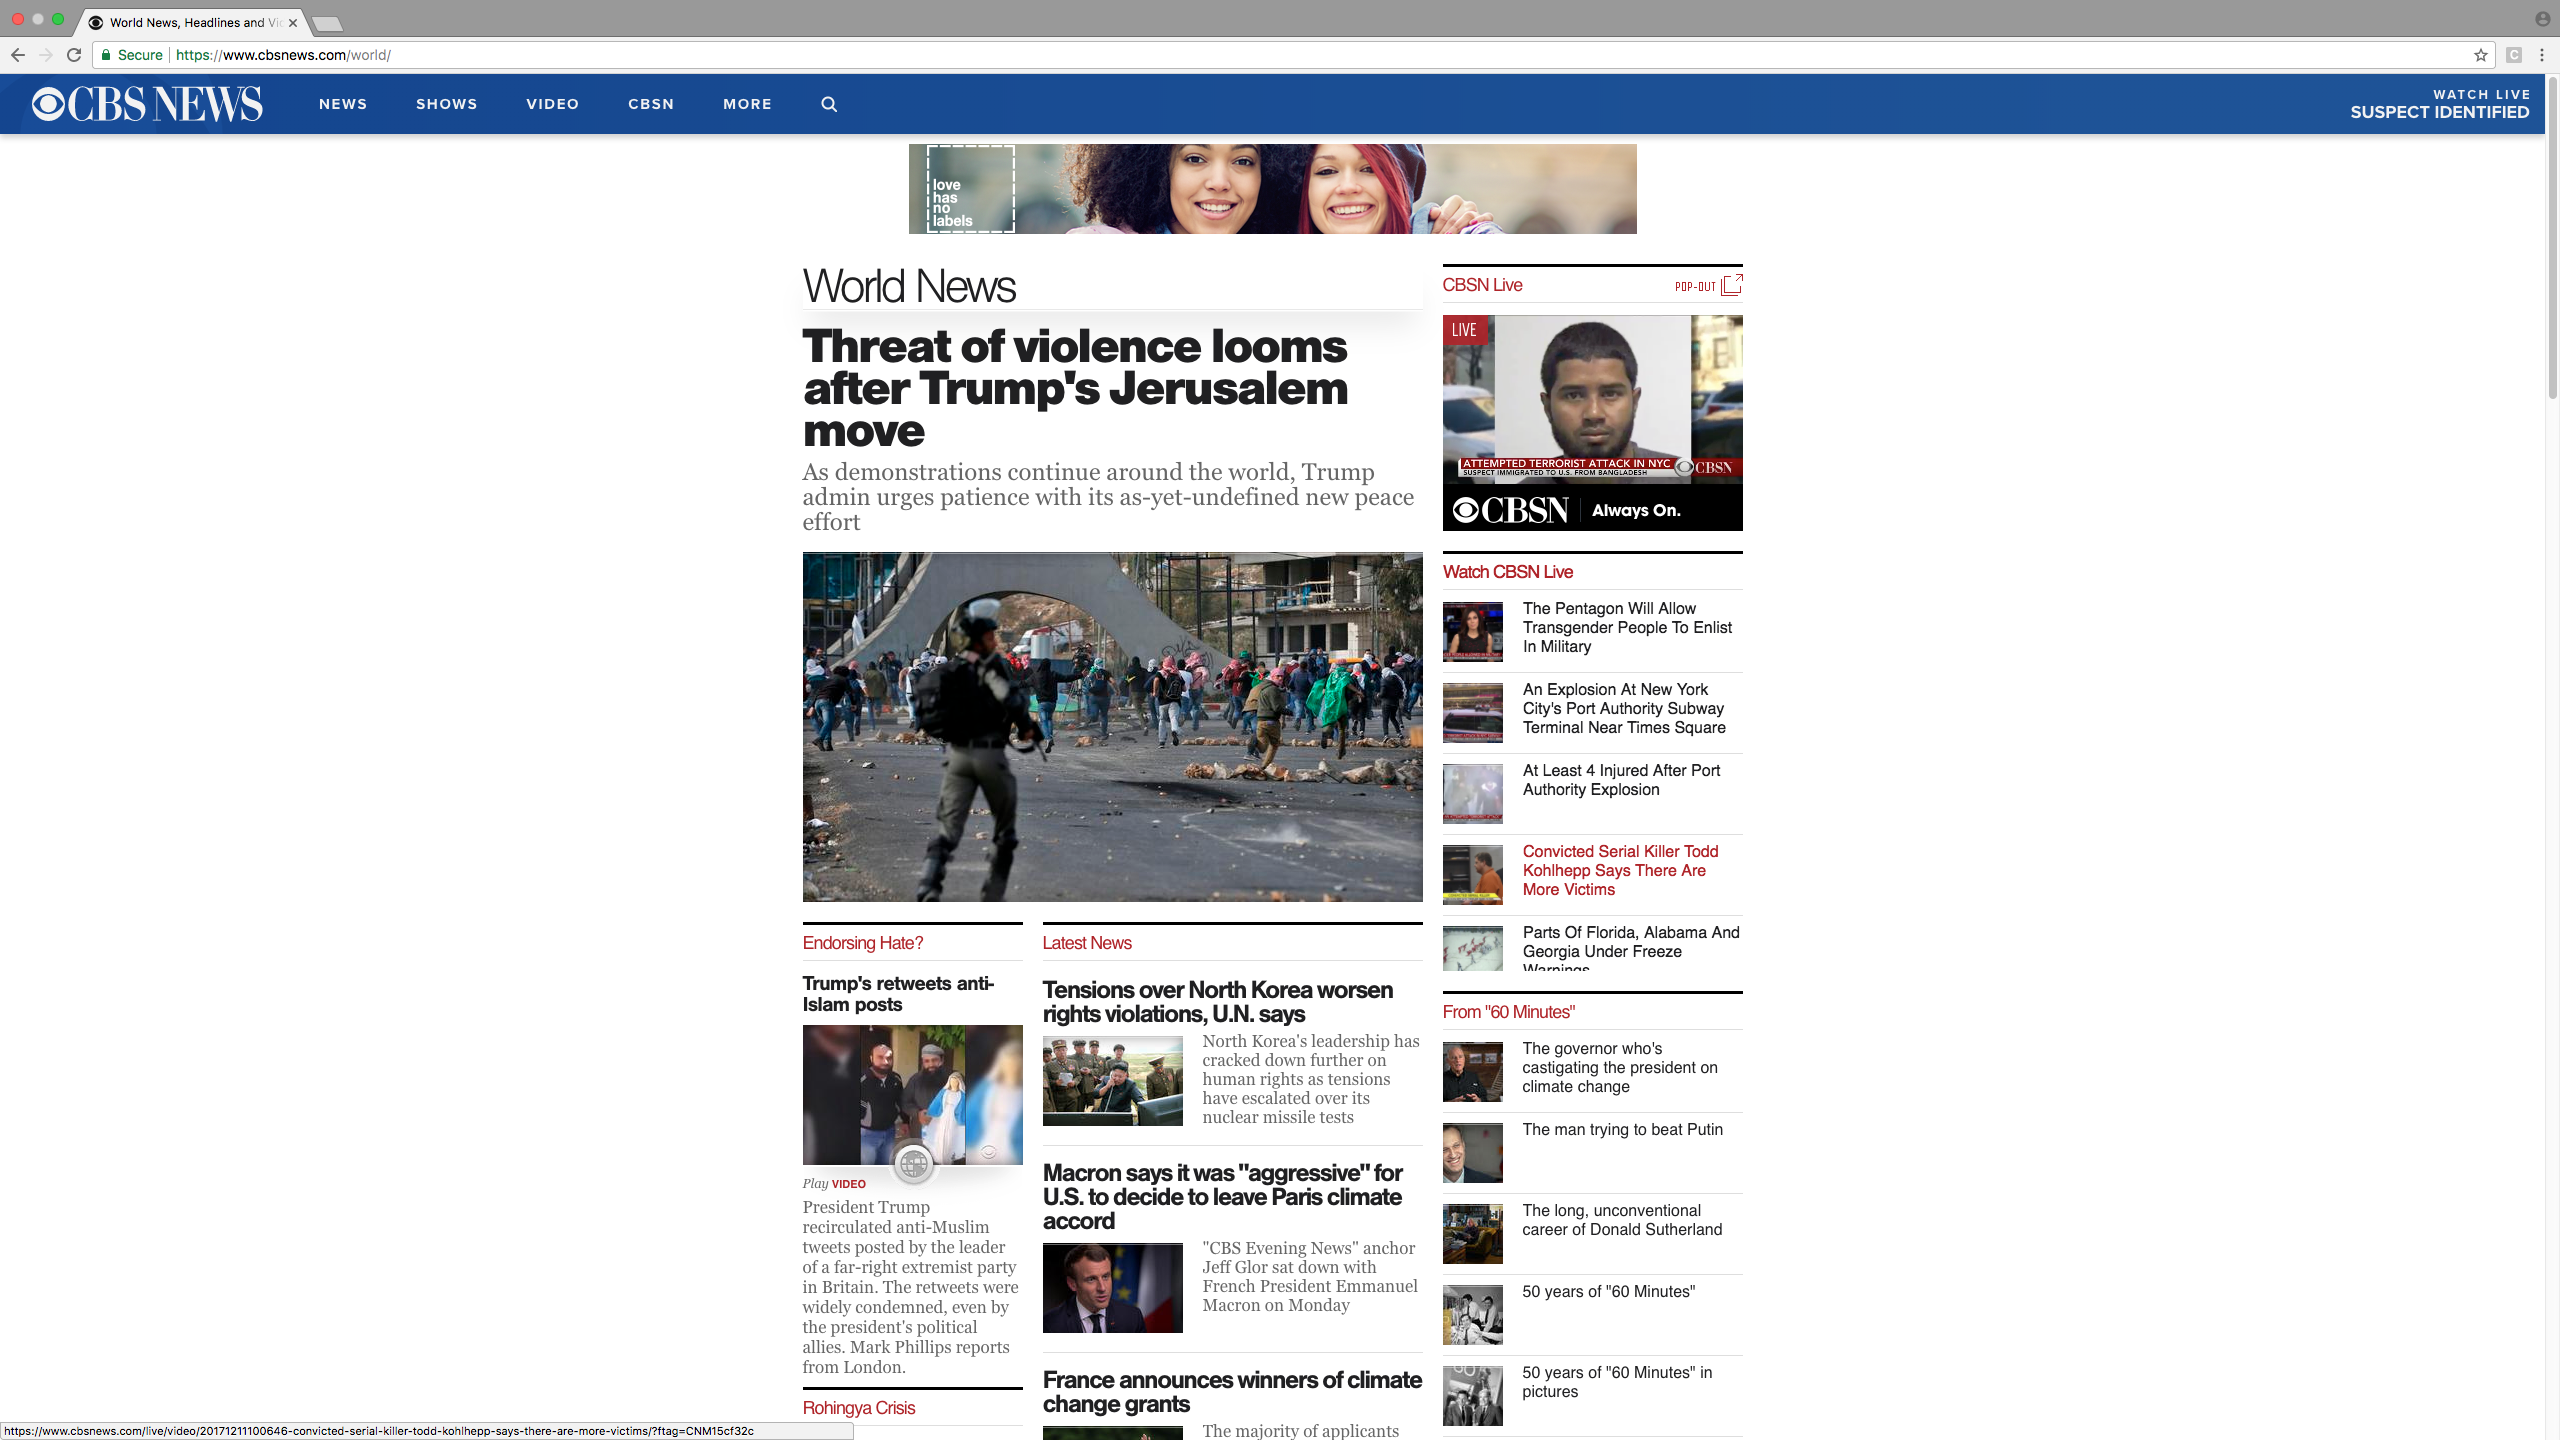 World News, Headlines and Vi
Secure
https://www.cbsnews.com/world/
CBS NEWS
NEWS
SHOWS
VIDEO
CBSN
MORE
WATCH LIVE
SUSPECT IDENTIFIED
love
has
no
labels
World News
Threat of violence looms
after Trump's Jerusalem
move
As demonstrations continue around the world, Trump
admin urges patience with its as-yet-undefined new peace
effort
Endorsing Hate?
Trump's retweets anti-
Islam posts
Play VIDEO
President Trump
recirculated anti-Muslim
tweets posted by the leader
of a far-right extremist party
in Britain. The retweets were
widely condemned, even by
the president's political
allies. Mark Phillips reports
from London.
Rohingya Crisis
Latest News
Tensions over North Korea worsen
rights violations, U.N. says
North Korea's leadership has
cracked down further on
human rights as tensions
have escalated over its
nuclear missile tests
Macron says it was "aggressive" for
U.S. to decide to leave Paris climate
accord
"CBS Evening News" anchor
Jeff Glor sat down with
French President Emmanuel
Macron on Monday
France announces winners of climate
change grants
The majority of applicants
CBSN Live
POP-OUT
LIVE
ATTEMPTED TERRORIST ATTACK IN NYC
SUSPECT IMMIGRATED TO U.S. FROM BANGLADESH
CBSN
CBSN
Always On.
Watch CBSN Live
The Pentagon Will Allow
Transgender People To Enlist
In Military
An Explosion At New York
City's Port Authority Subway
Terminal Near Times Square
At Least 4 Injured After Port
Authority Explosion
Convicted Serial Killer Todd
Kohlhepp Says There Are
More Victims
Parts Of Florida, Alabama And
Georgia Under Freeze
Warnings
From "60 Minutes"
The governor who's
castigating the president on
climate change
The man trying to beat Putin
The long, unconventional
career of Donald Sutherland
50 years of "60 Minutes"
50 years of "60 Minutes" in
pictures
https://www.cbsnews.com/live/video/20171211100646-convicted-serial-killer-todd-kohlhepp-says-there-are-more-victims/?ftag=CNM15cf32c